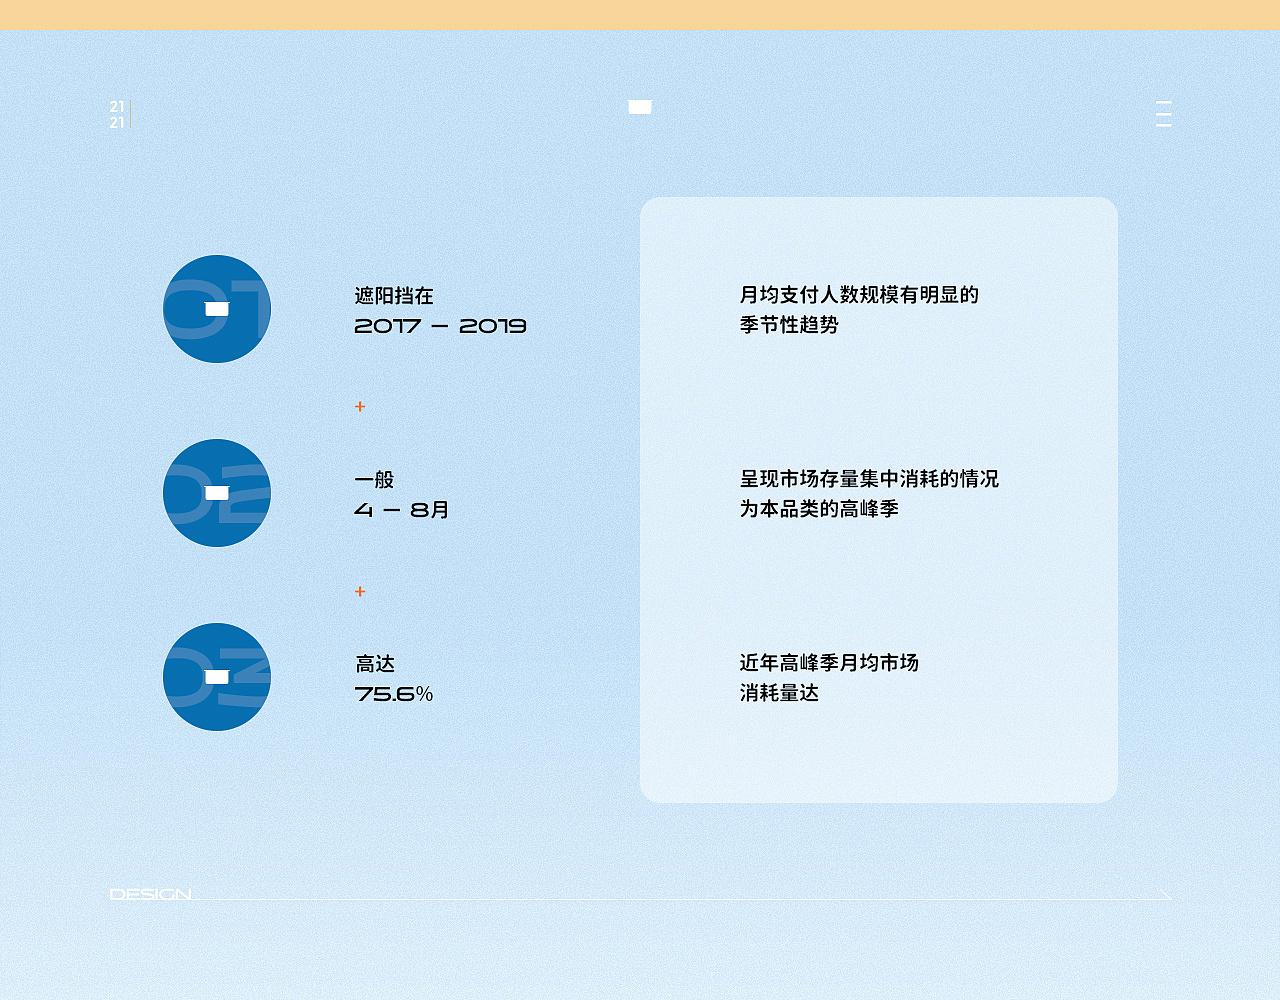 21
21
01
遮阳挡在
2017 — 2019
月均支付人数规模有明显的
季节性趋势
+
02
一般
4 — 8月
呈现市场存量集中消耗的情况
为本品类的高峰季
+
03
高达
75.6%
近年高峰季月均市场
消耗量达
DESIGN